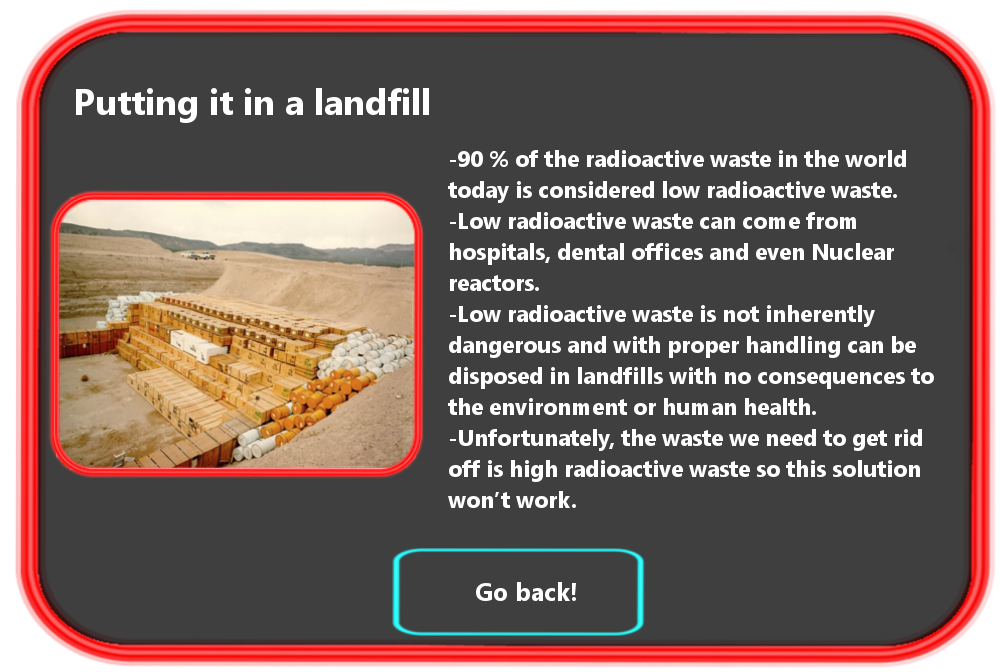 Putting it in a landfill
-90 % of the radioactive waste in the world
today is considered low radioactive waste.
-Low radioactive waste can come from
hospitals, dental offices and even Nuclear
reactors.
-Low radioactive waste is not inherently
dangerous and with proper handling can be
disposed in landfills with no consequences to
the environment or human health.
-Unfortunately, the waste we need to get rid
off is high radioactive waste so this solution
won’t work.
Go back!